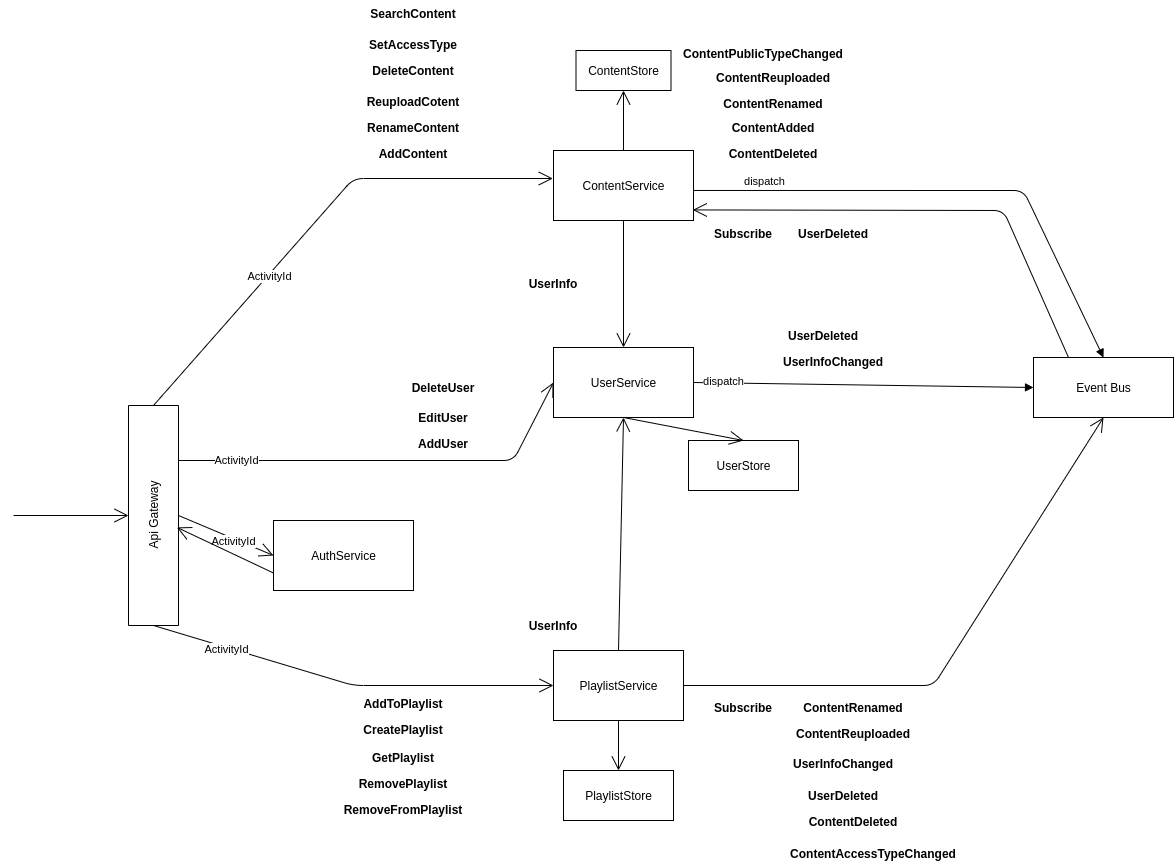 SearchContent
SetAccessType
DeleteContent
ReuploadCotent
RenameContent
AddContent
ContentStore
ContentPublicTypeChanged
ContentReuploaded
ContentRenamed
ContentAdded
ContentDeleted
ContentService
dispatch
Subscribe UserDeleted
ActivityId
UserInfo
UserDeleted
UserInfoChanged
UserService
dispatch
Event Bus
DeleteUser
EditUser
AddUser
ActivityId
UserStore
Api Gateway
ActivityId
AuthService
UserInfo
ActivityId
PlaylistService
AddToPlaylist
CreatePlaylist
GetPlaylist
RemovePlaylist
RemoveFromPlaylist
PlaylistStore
Subscribe ContentRenamed
ContentReuploaded
UserInfoChanged
UserDeleted
ContentDeleted
ContentAccessTypeChanged